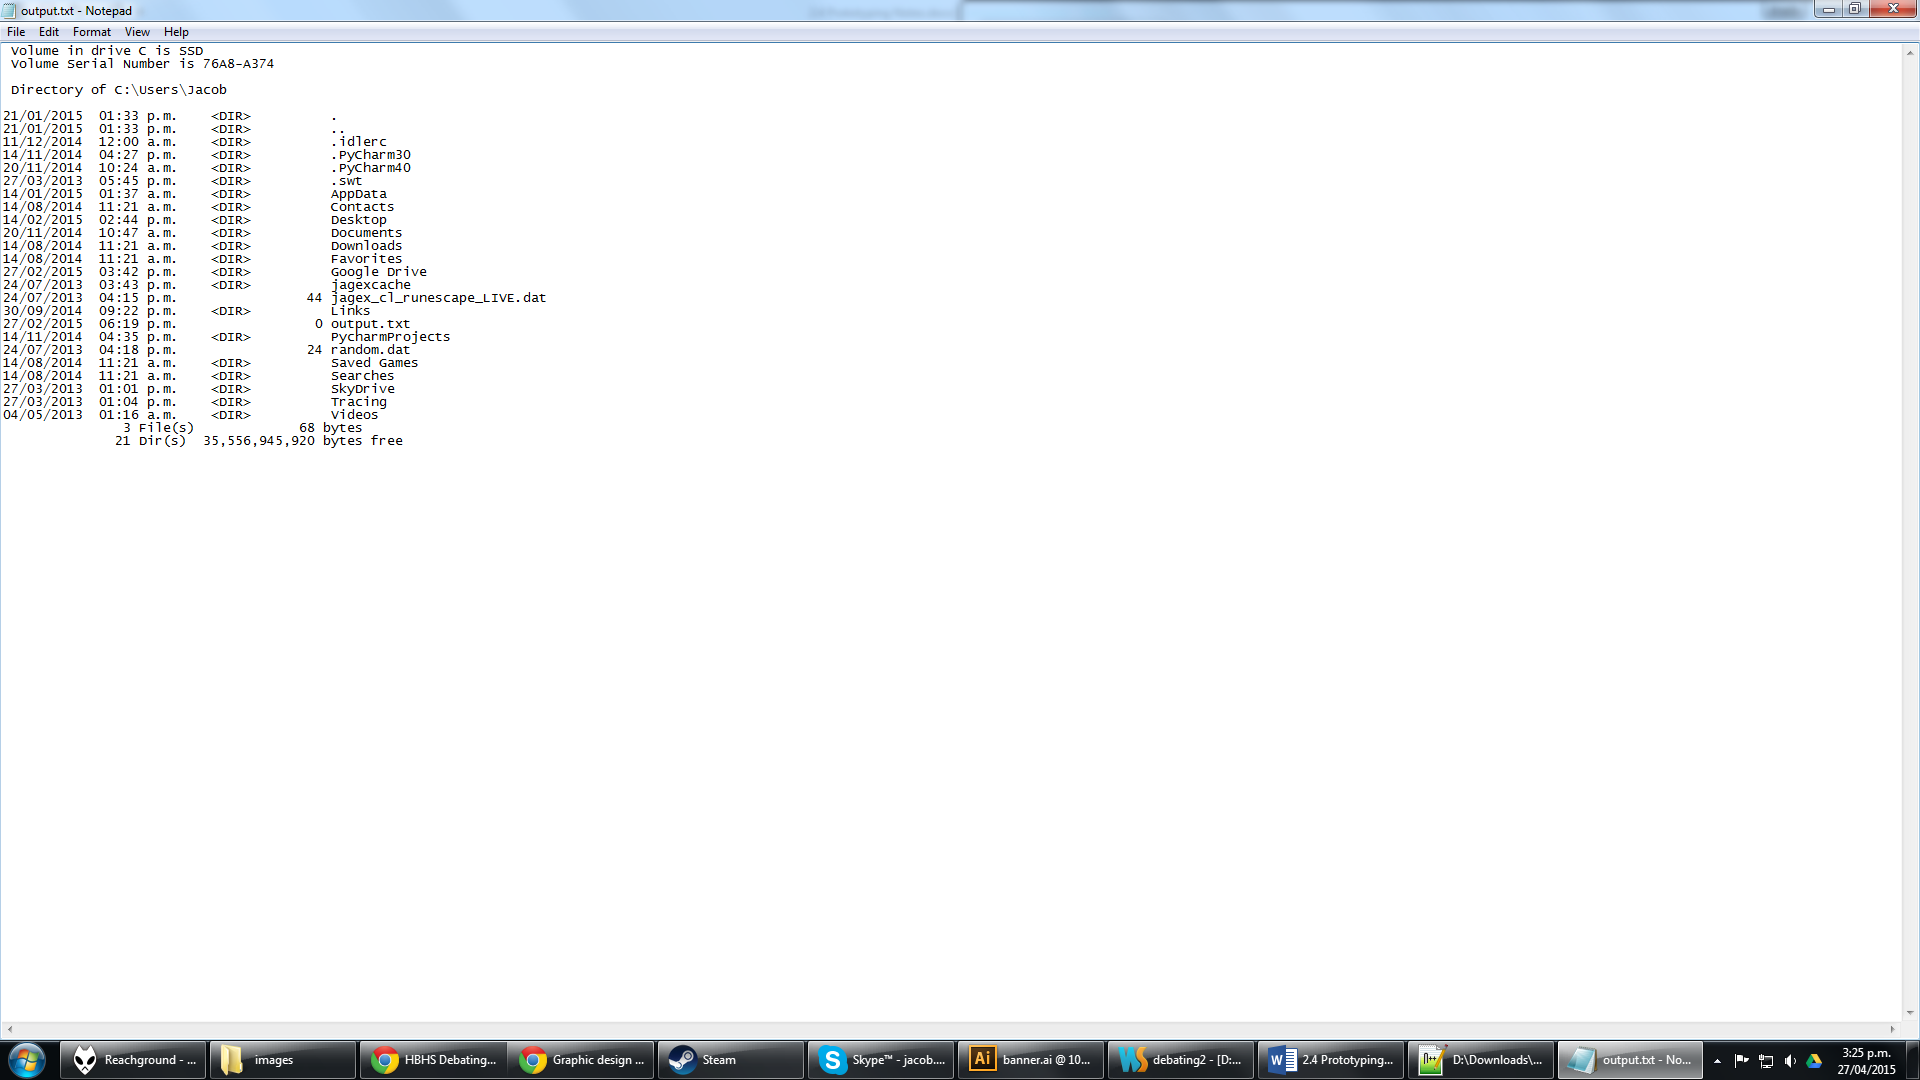 output.txt - Notepad
File Edit Format View Help
 Volume in drive C is SSD
 Volume Serial Number is 76A8-A374

 Directory of C:\Users\Jacob

21/01/2015  01:33 p.m.    <DIR>          .
21/01/2015  01:33 p.m.    <DIR>          ..
11/12/2014  12:00 a.m.    <DIR>          .idlerc
14/11/2014  04:27 p.m.    <DIR>          .PyCharm30
20/11/2014  10:24 a.m.    <DIR>          .PyCharm40
27/03/2013  05:45 p.m.    <DIR>          .swt
14/01/2015  01:37 a.m.    <DIR>          AppData
14/08/2014  11:21 a.m.    <DIR>          Contacts
14/02/2015  02:44 p.m.    <DIR>          Desktop
20/11/2014  10:47 a.m.    <DIR>          Documents
14/08/2014  11:21 a.m.    <DIR>          Downloads
14/08/2014  11:21 a.m.    <DIR>          Favorites
27/02/2015  03:42 p.m.    <DIR>          Google Drive
24/07/2013  03:43 p.m.    <DIR>          jagexcache
24/07/2013  04:15 p.m.                44 jagex_cl_runescape_LIVE.dat
30/09/2014  09:22 p.m.    <DIR>          Links
27/02/2015  06:19 p.m.                 0 output.txt
14/11/2014  04:35 p.m.    <DIR>          PycharmProjects
24/07/2013  04:18 p.m.                24 random.dat
14/08/2014  11:21 a.m.    <DIR>          Saved Games
14/08/2014  11:21 a.m.    <DIR>          Searches
27/03/2013  01:01 p.m.    <DIR>          SkyDrive
27/03/2013  01:04 p.m.    <DIR>          Tracing
04/05/2013  01:16 a.m.    <DIR>          Videos
               3 File(s)             68 bytes
              21 Dir(s)  35,556,945,920 bytes free
Reachground - ... images HBHS Debating... Graphic design ... Steam Skype™ - jacob.... Ai banner.ai @ 10... WS debating2 - [D:... W 2.4 Prototyping... D:\Downloads\... output.txt - No... 3:25 p.m.
27/04/2015